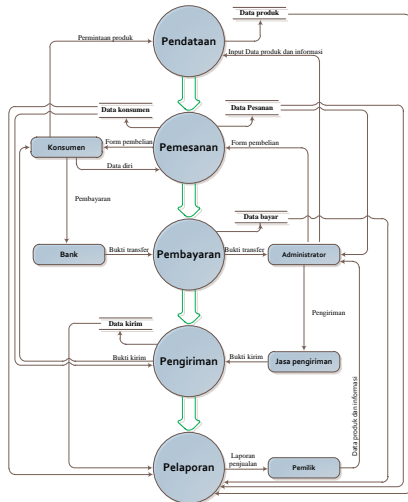 Data produk
Permintaan produk
Pendataan
Input Data produk dan informasi
Data konsumen
Data Pesanan
Form pembelian
Form pembelian
Konsumen
Pemesanan
Data diri
Pembayaran
Data bayar
Bukti transfer
Bukti transfer
Bank
Pembayaran
Administrator
Pengiriman
Data kirim
Bukti kirim
Bukti kirim
Pengiriman
Jasa pengiriman
Data produk dan informasi
Laporan
penjualan
Pelaporan
Pemilik